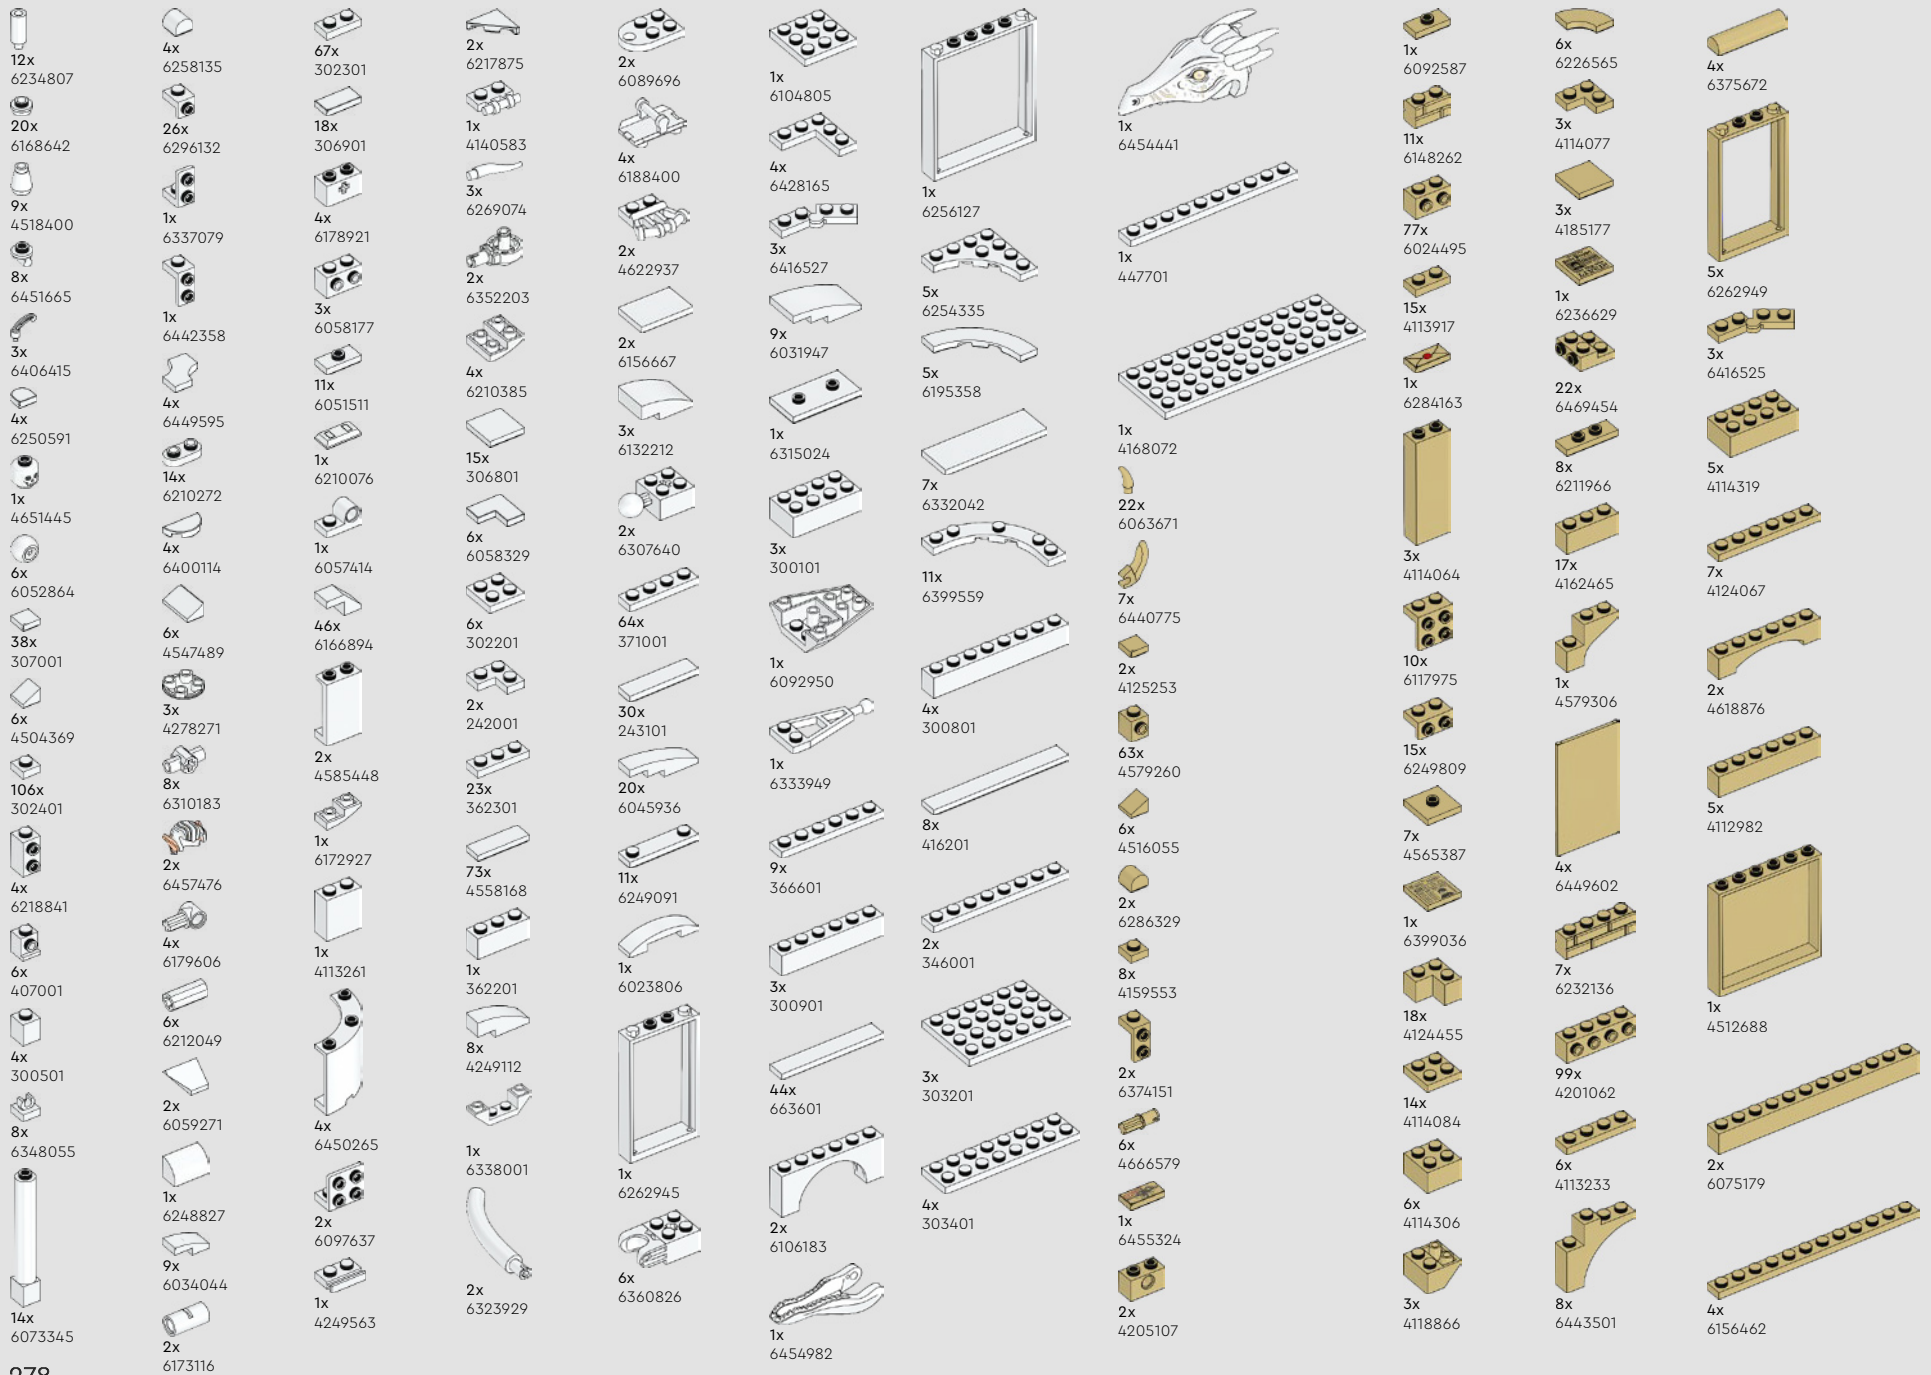 12x
6234807
20x
6168642
9x
4518400
8x
6451665
3x
6406415
4x
6250591
1x
4651445
6x
6052864
38x
307001
6x
4504369
106x
302401
4x
6218841
6x
407001
4x
300501
8x
6348055
14x
6073345
278
4x
6258135
26x
6296132
1x
6337079
1x
6442358
4x
6449595
14x
6210272
4x
6400114
6x
4547489
3x
4278271
8x
6310183
2x
6457476
4x
6179606
6x
6212049
2x
6059271
1x
6248827
9x
6034044
2x
6173116
67x
302301
18x
306901
4x
6178921
3x
6058177
11x
6051511
1x
6210076
1x
6057414
46x
6166894
2x
4585448
1x
6172927
1x
4113261
4x
6450265
2x
6097637
1x
4249563
2x
6217875
1x
4140583
3x
6269074
2x
6352203
4x
6210385
15x
306801
6x
6058329
6x
302201
2x
242001
23x
362301
73x
4558168
1x
362201
8x
4249112
1x
6338001
2x
6323929
2x
6089696
4x
6188400
2x
4622937
2x
6156667
3x
6132212
2x
6307640
64x
371001
30x
243101
20x
6045936
11x
6249091
1x
6023806
1x
6262945
6x
6360826
1x
6104805
4x
6428165
3x
6416527
9x
6031947
1x
6315024
3x
300101
1x
6092950
1x
6333949
9x
366601
3x
300901
44x
663601
2x
6106183
1x
6454982
1x
6256127
5x
6254335
5x
6195358
7x
6332042
11x
6399559
4x
300801
8x
416201
2x
346001
3x
303201
4x
303401
1x
6454441
1x
447701
1x
4168072
22x
6063671
7x
6440775
2x
4125253
63x
4579260
6x
4516055
2x
6286329
8x
4159553
2x
6374151
6x
4666579
1x
6455324
2x
4205107
1x
6092587
11x
6148262
77x
6024495
15x
4113917
1x
6284163
3x
4114064
10x
6117975
15x
6249809
7x
4565387
1x
6399036
18x
4124455
14x
4114084
6x
4114306
3x
4118866
6x
6226565
3x
4114077
3x
4185177
1x
6236629
22x
6469454
8x
6211966
17x
4162465
1x
4579306
4x
6449602
7x
6232136
99x
4201062
6x
4113233
8x
6443501
4x
6375672
5x
6262949
3x
6416525
5x
4114319
7x
4124067
2x
4618876
5x
4112982
1x
4512688
2x
6075179
4x
6156462